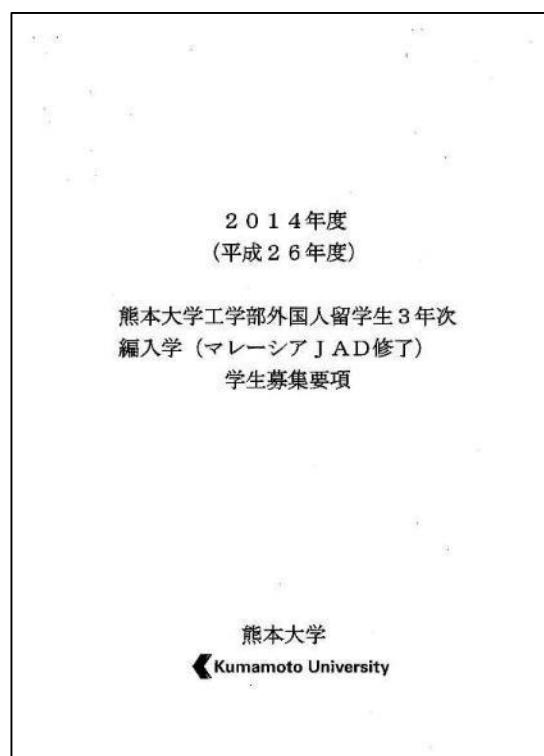 ２０１４年度
（平成２６年度）
熊本大学工学部外国人留学生３年次
編入学（マレーシアＪＡＤ修了）
学生募集要項
熊本大学
Kumamoto University